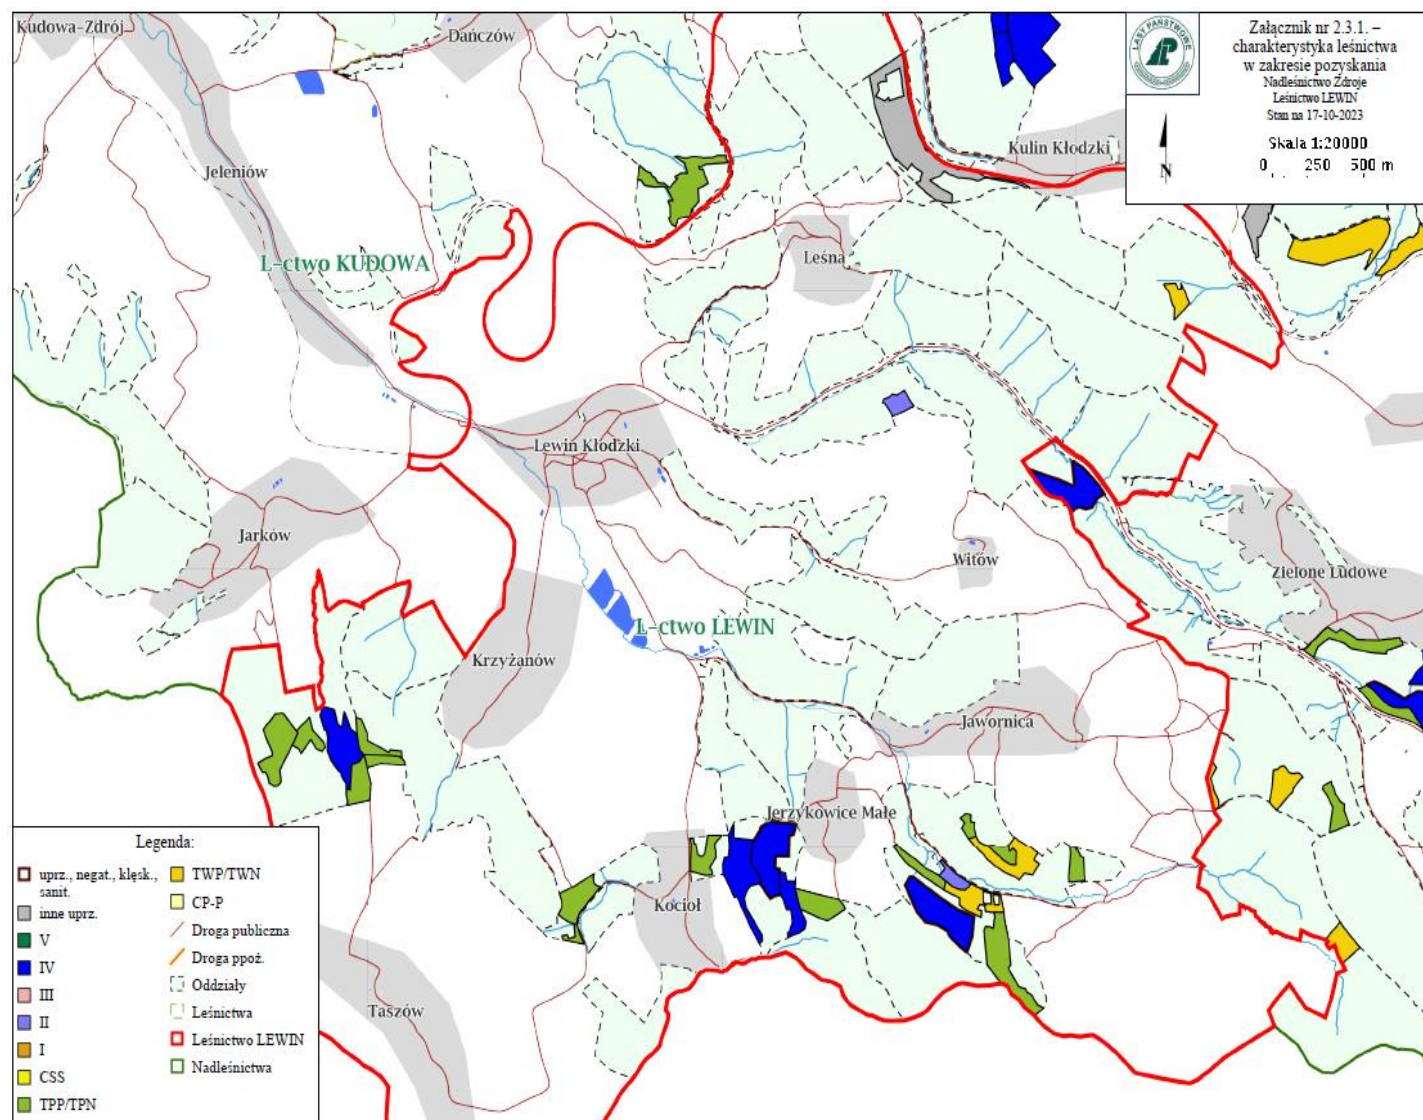 Kudowa-Zdrój
Dańczów
LASY PAŃSTWOWE
Załącznik nr 2.3.1. –
charakterystyka leśnictwa
w zakresie pozyskania
Nadleśnictwo Zdroje
Leśnictwo LEWIN
Stan na 17-10-2023
Skala 1:20000
0 250 500 m
N
Kulin Kłodzki
Jeleniów
Leśna
L-ctwo KUDOWA
Lewin Kłodzki
Jarków
Witów
Zielone Ludowe
L-ctwo LEWIN
Krzyżanów
Jawornica
Jerzykowice Małe
Kocioł
Taszów
Legenda:
uprz., negat., klęsk.,
sanit.
inne uprz.
V
IV
III
II
I
CSS
TPP/TPN
TWP/TWN
CP-P
Droga publiczna
Droga ppoż.
Oddziały
Leśnictwa
Leśnictwo LEWIN
Nadleśnictwa